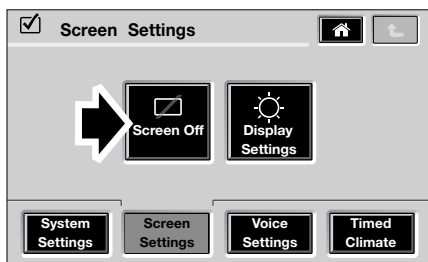 Screen Settings
Screen Off
Display
Settings
System
Settings
Screen
Settings
Voice
Settings
Timed
Climate